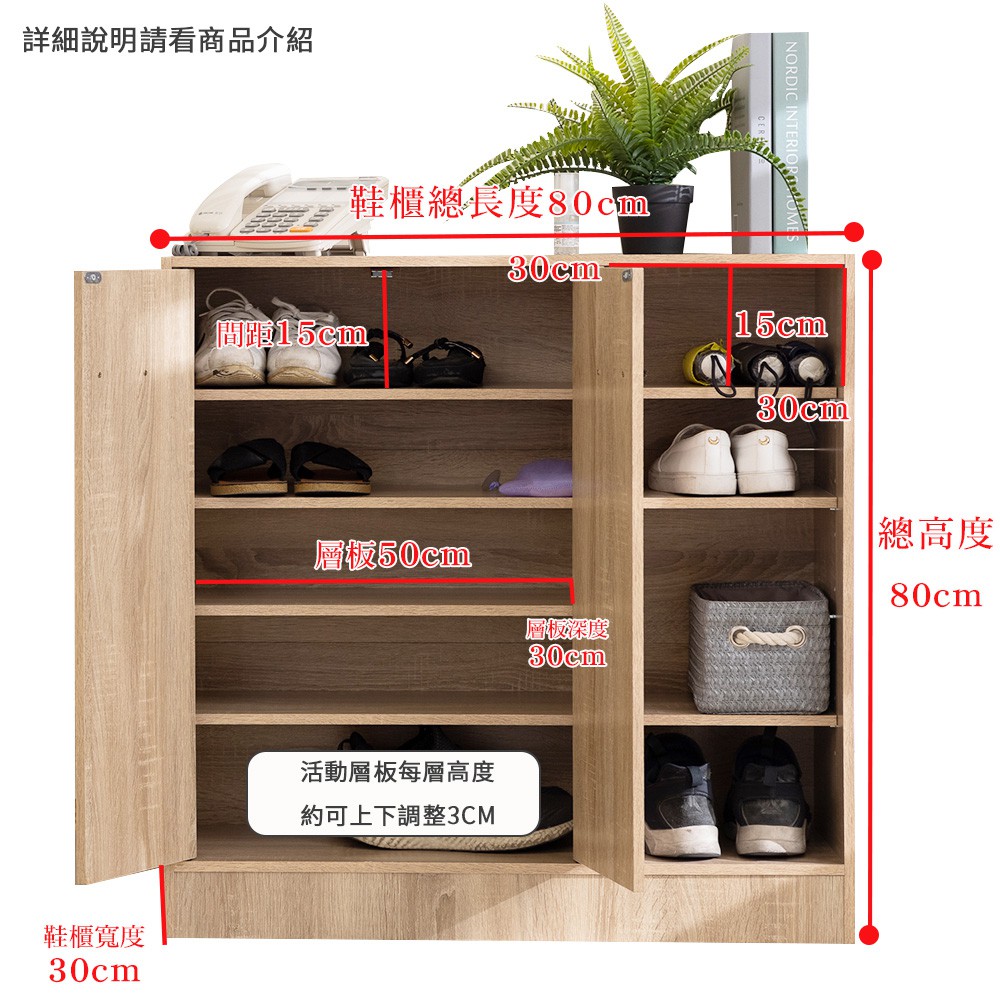 詳細說明請看商品介紹
NORDIC INTERIOR
鞋櫃總長度80cm
30cm
間距15cm
15cm
30cm
總高度
80cm
層板50cm
層板深度
30cm
活動層板每層高度
約可上下調整3CM
鞋櫃寬度
30cm